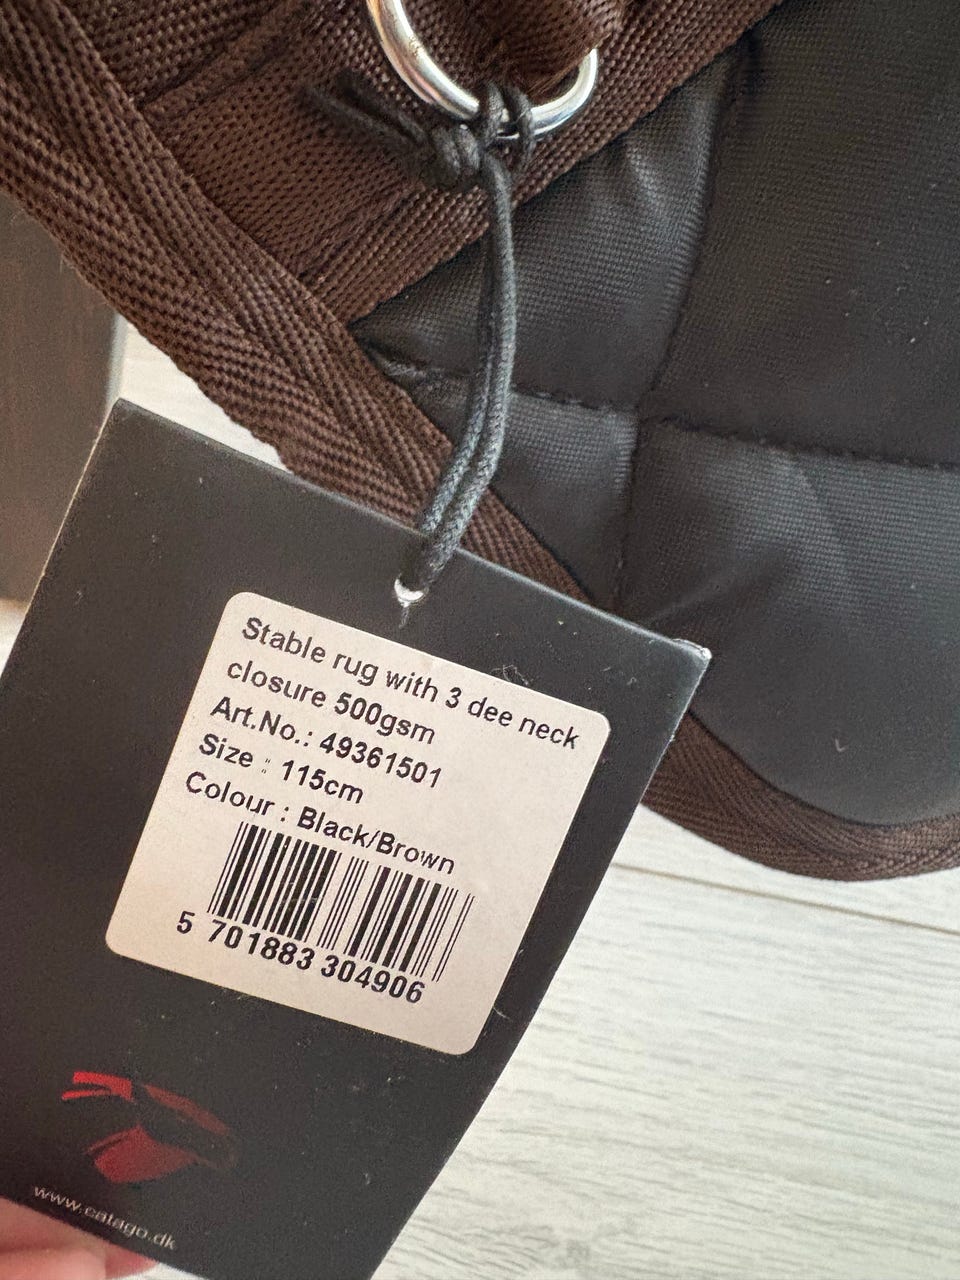 Stable rug with 3 dee neck
closure 500gsm
Art.No.: 49361501
Size : 115cm
Colour : Black/Brown
5 701883 304906
www.catago.dk